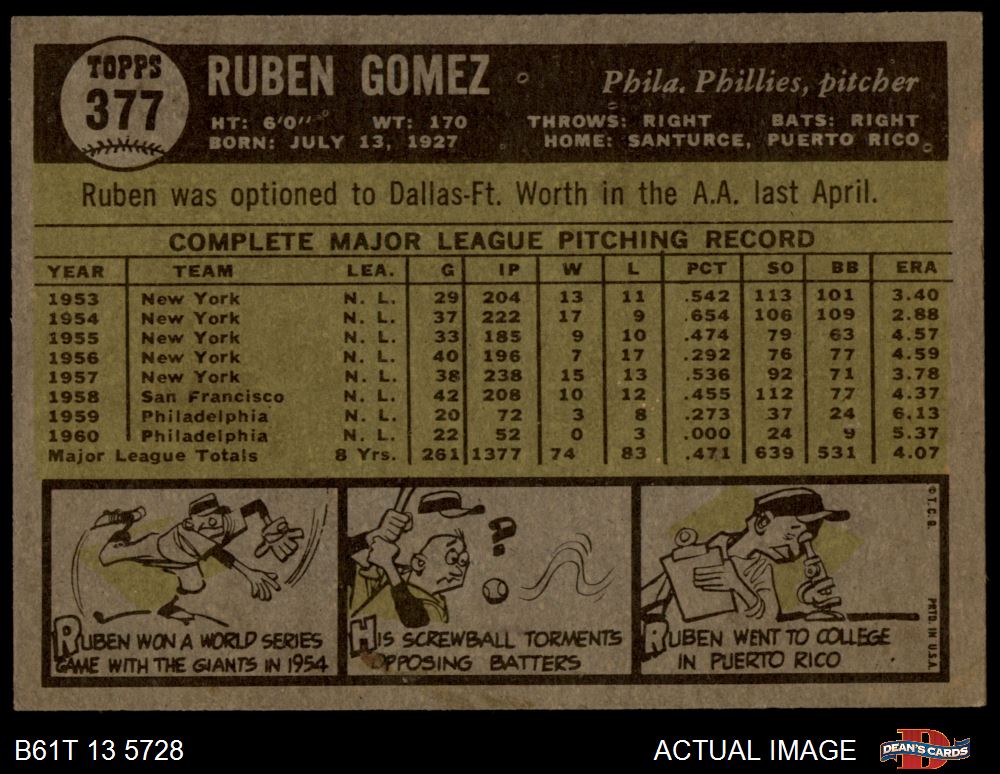 TOPPS
377
RUBEN GOMEZ
Phila. Phillies, pitcher
HT: 6'0" WT: 170 THROWS: RIGHT BATS: RIGHT
BORN: JULY 13, 1927 HOME: SANTURCE, PUERTO RICO
Ruben was optioned to Dallas-Ft. Worth in the A.A. last April.
COMPLETE MAJOR LEAGUE PITCHING RECORD
YEAR TEAM LEA. G IP W L PCT SO BB ERA
1953 New York N. L. 29 204 13 11 .542 113 101 3.40
1954 New York N. L. 37 222 17 9 .654 106 109 2.88
1955 New York N. L. 33 185 9 10 .474 79 63 4.57
1956 New York N. L. 40 196 7 17 .292 76 77 4.59
1957 New York N. L. 38 238 15 13 .536 92 71 3.78
1958 San Francisco N. L. 42 208 10 12 .455 112 77 4.37
1959 Philadelphia N. L. 20 72 3 8 .273 37 24 6.13
1960 Philadelphia N. L. 22 52 0 3 .000 24 9 5.37
Major League Totals 8 Yrs. 261 1377 74 83 .471 639 531 4.07
RUBEN WON A WORLD SERIES
GAME WITH THE GIANTS IN 1954
?
HIS SCREWBALL TORMENTS
OPPOSING BATTERS
RUBEN WENT TO COLLEGE
IN PUERTO RICO
© T.C.G.
PRTD. IN U.S.A.
B61T 13 5728
ACTUAL IMAGE
D
DEAN'S CARDS